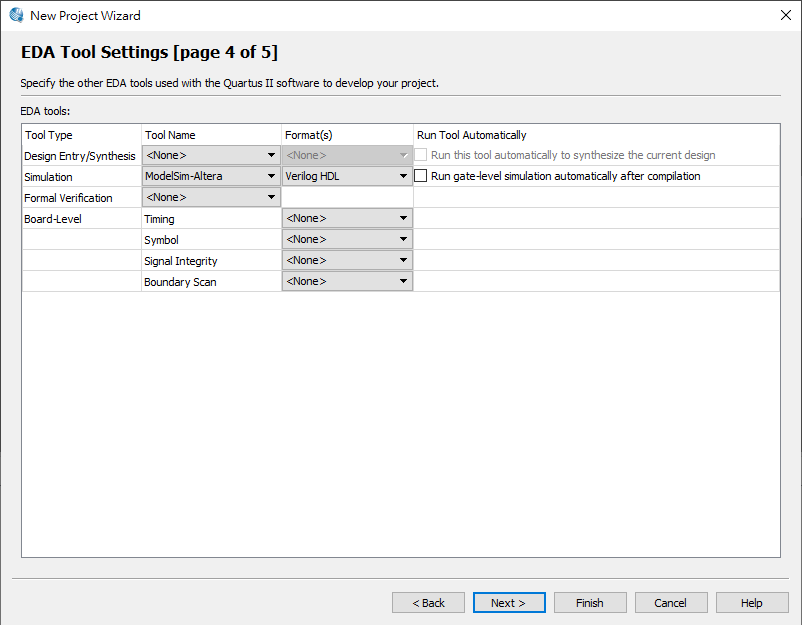 New Project Wizard
EDA Tool Settings [page 4 of 5]
Specify the other EDA tools used with the Quartus II software to develop your project.
EDA tools:
Tool Type Tool Name Format(s) Run Tool Automatically
Design Entry/Synthesis <None> <None> Run this tool automatically to synthesize the current design
Simulation ModelSim-Altera Verilog HDL Run gate-level simulation automatically after compilation
Formal Verification <None>
Board-Level Timing <None>
Symbol <None>
Signal Integrity <None>
Boundary Scan <None>
< Back Next > Finish Cancel Help